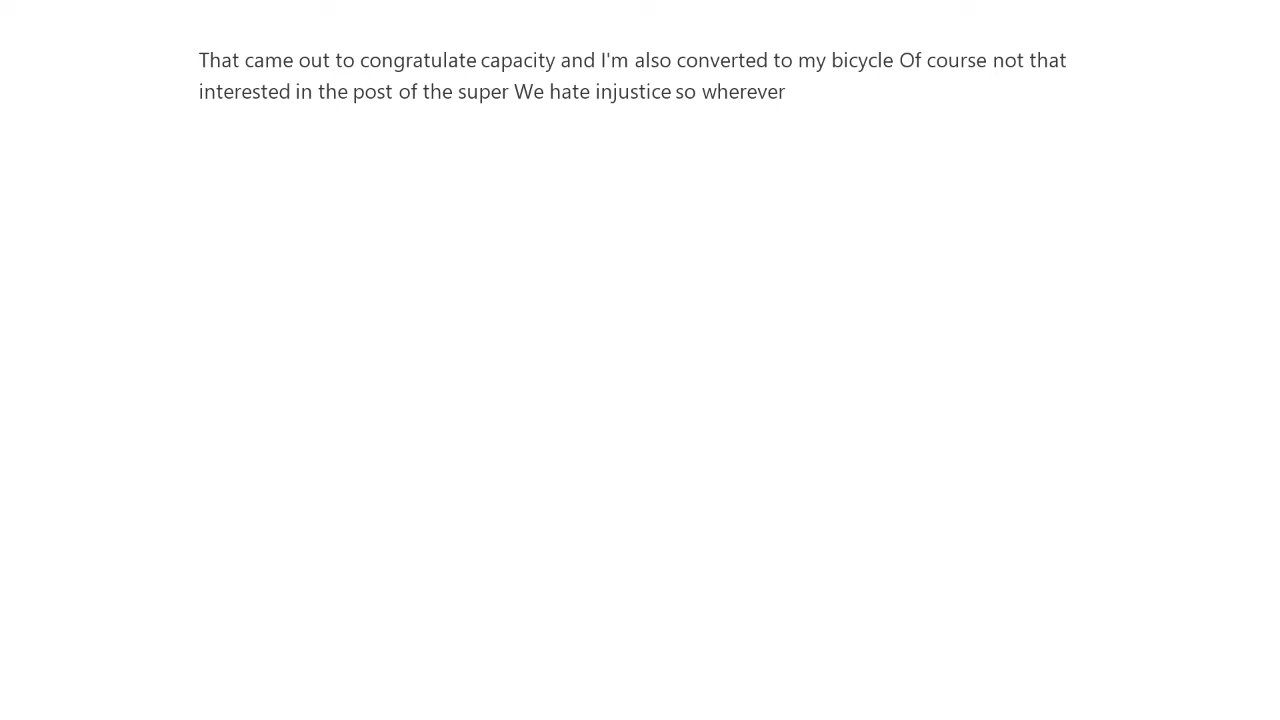 That came out to congratulate capacity and I'm also converted to my bicycle Of course not that
interested in the post of the super We hate injustice so wherever